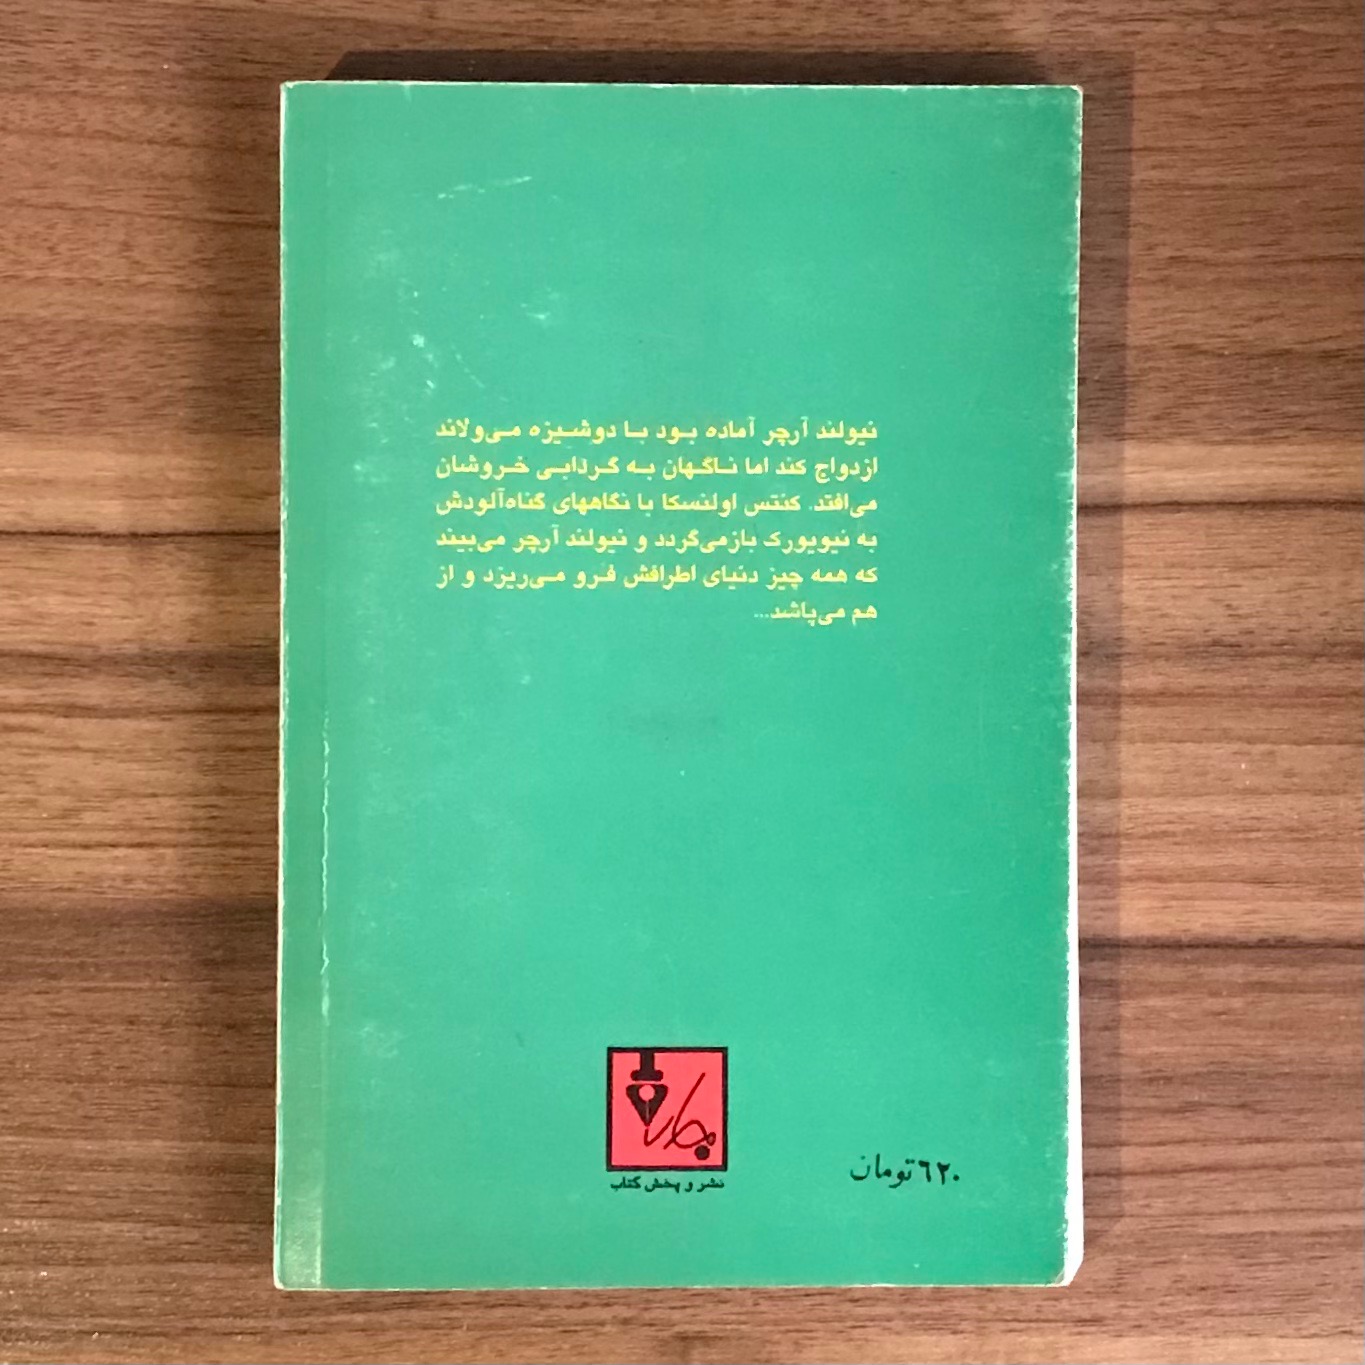 نیولند آرچر آماده بود با دوشیزه می‌ولاند
ازدواج کند اما ناگهان به گردابی خروشان
می‌افتد. کنتس اولنسکا با نگاههای گناه‌آلودش
به نیویورک بازمی‌گردد و نیولند آرچر می‌بیند
که همه چیز دنیای اطرافش فرو می‌ریزد و از
هم می‌پاشد...
نشر و پخش کتاب
۶۲۰ تومان